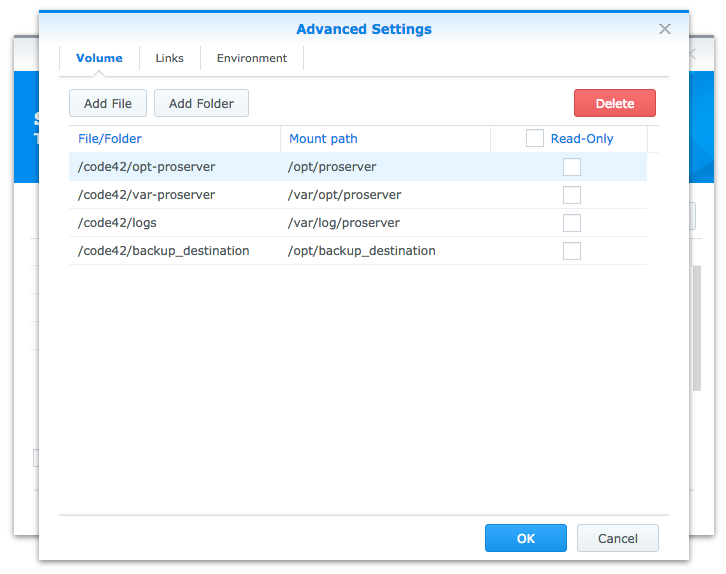 Advanced Settings
Volume Links Environment
Add File Add Folder Delete
File/Folder Mount path Read-Only
/code42/opt-proserver /opt/proserver
/code42/var-proserver /var/opt/proserver
/code42/logs /var/log/proserver
/code42/backup_destination /opt/backup_destination
OK Cancel